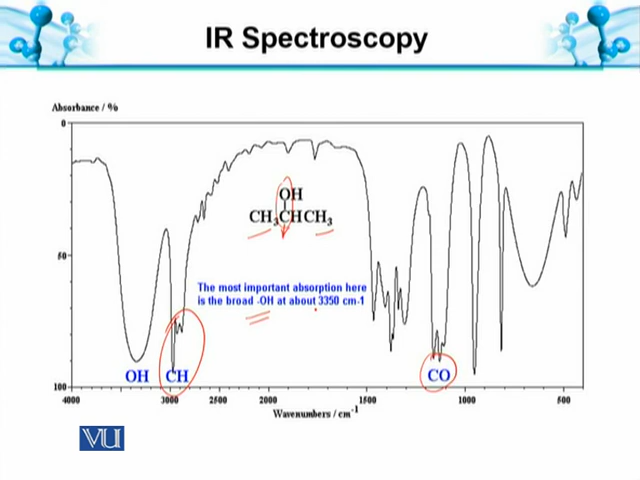 IR Spectroscopy
Absorbance / %
0
OH
CH₃CHCH₃
50
The most important absorption here
is the broad -OH at about 3350 cm-1
OH CH CO
100
4000 3000 2500 2000 1500 1000 500
Wavenumbers / cm⁻¹
VU